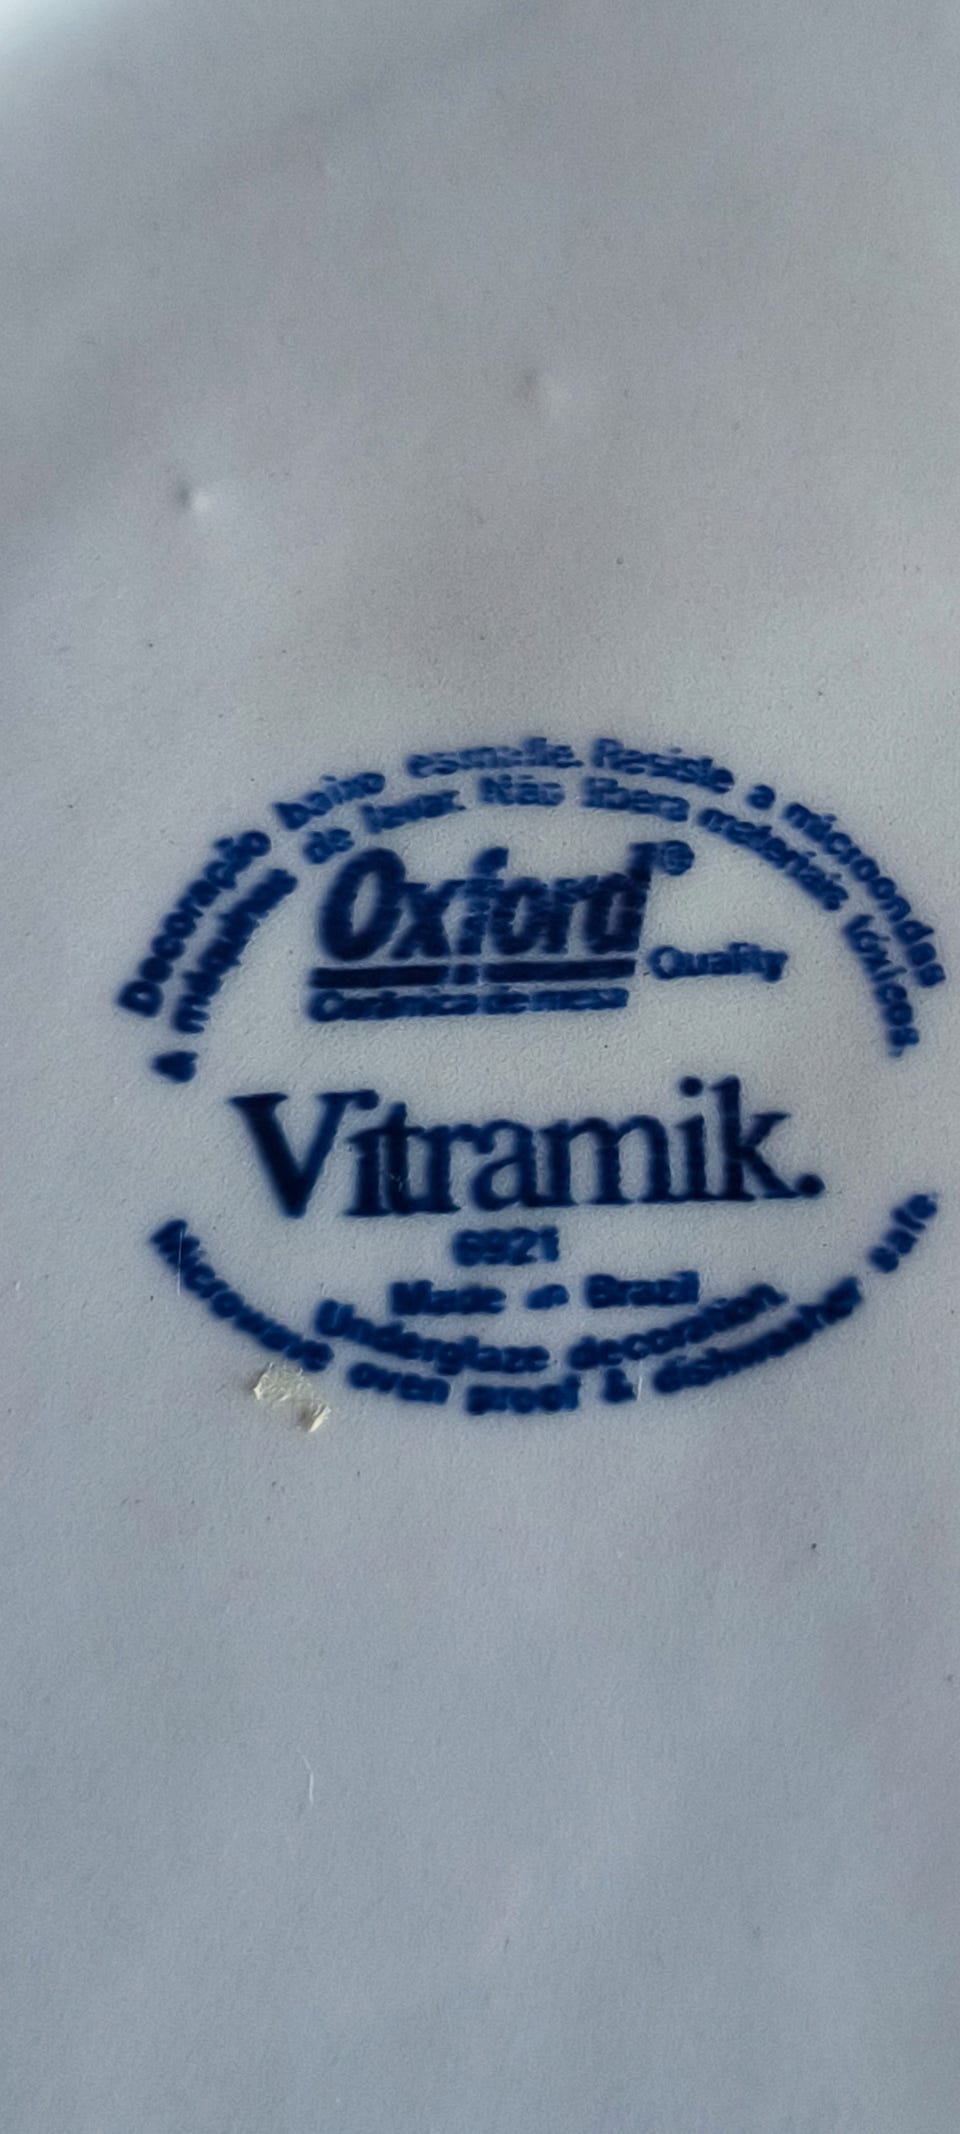 Decoração baixo esmalte. Resiste a microondas
A máquinas de lavar. Não libera materiais tóxicos.
Oxford®
Quality
Cerâmica de mesa
Vitramik.
6921
Made in Brazil
Underglaze decoration.
Microwave oven proof & dishwasher safe